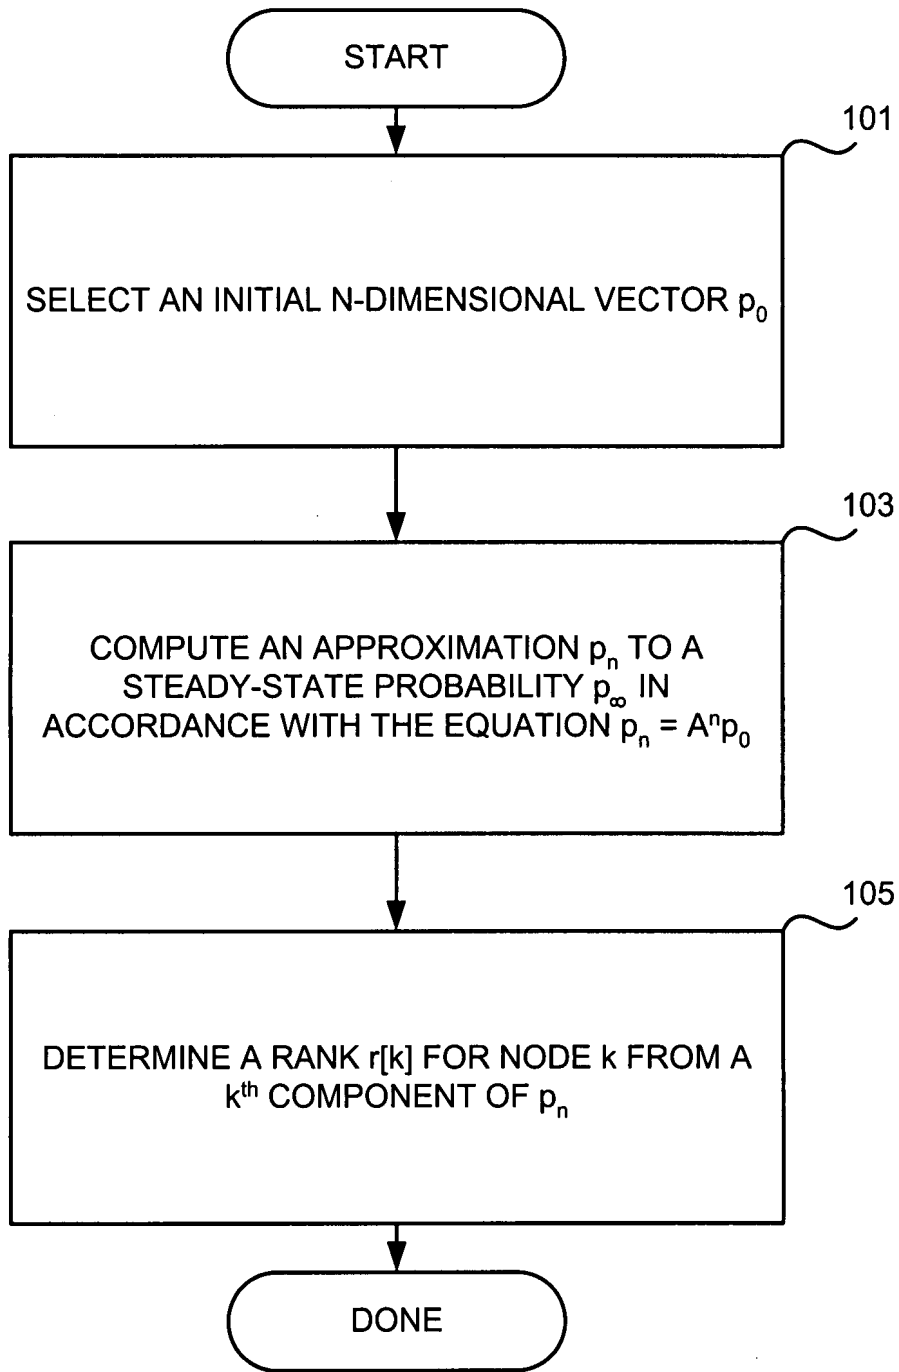 START
101
SELECT AN INITIAL N-DIMENSIONAL VECTOR p₀
103
COMPUTE AN APPROXIMATION pₙ TO A
STEADY-STATE PROBABILITY p∞ IN
ACCORDANCE WITH THE EQUATION pₙ = Aⁿp₀
105
DETERMINE A RANK r[k] FOR NODE k FROM A
kᵗʰ COMPONENT OF pₙ
DONE